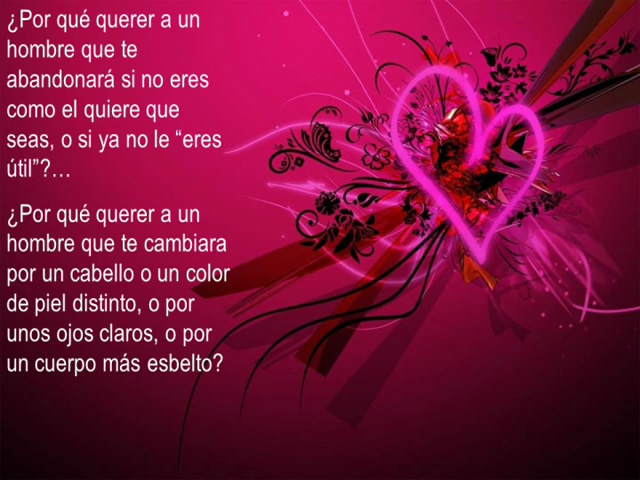 ¿Por qué querer a un
hombre que te
abandonará si no eres
como el quiere que
seas, o si ya no le “eres
útil”?…
¿Por qué querer a un
hombre que te cambiara
por un cabello o un color
de piel distinto, o por
unos ojos claros, o por
un cuerpo más esbelto?